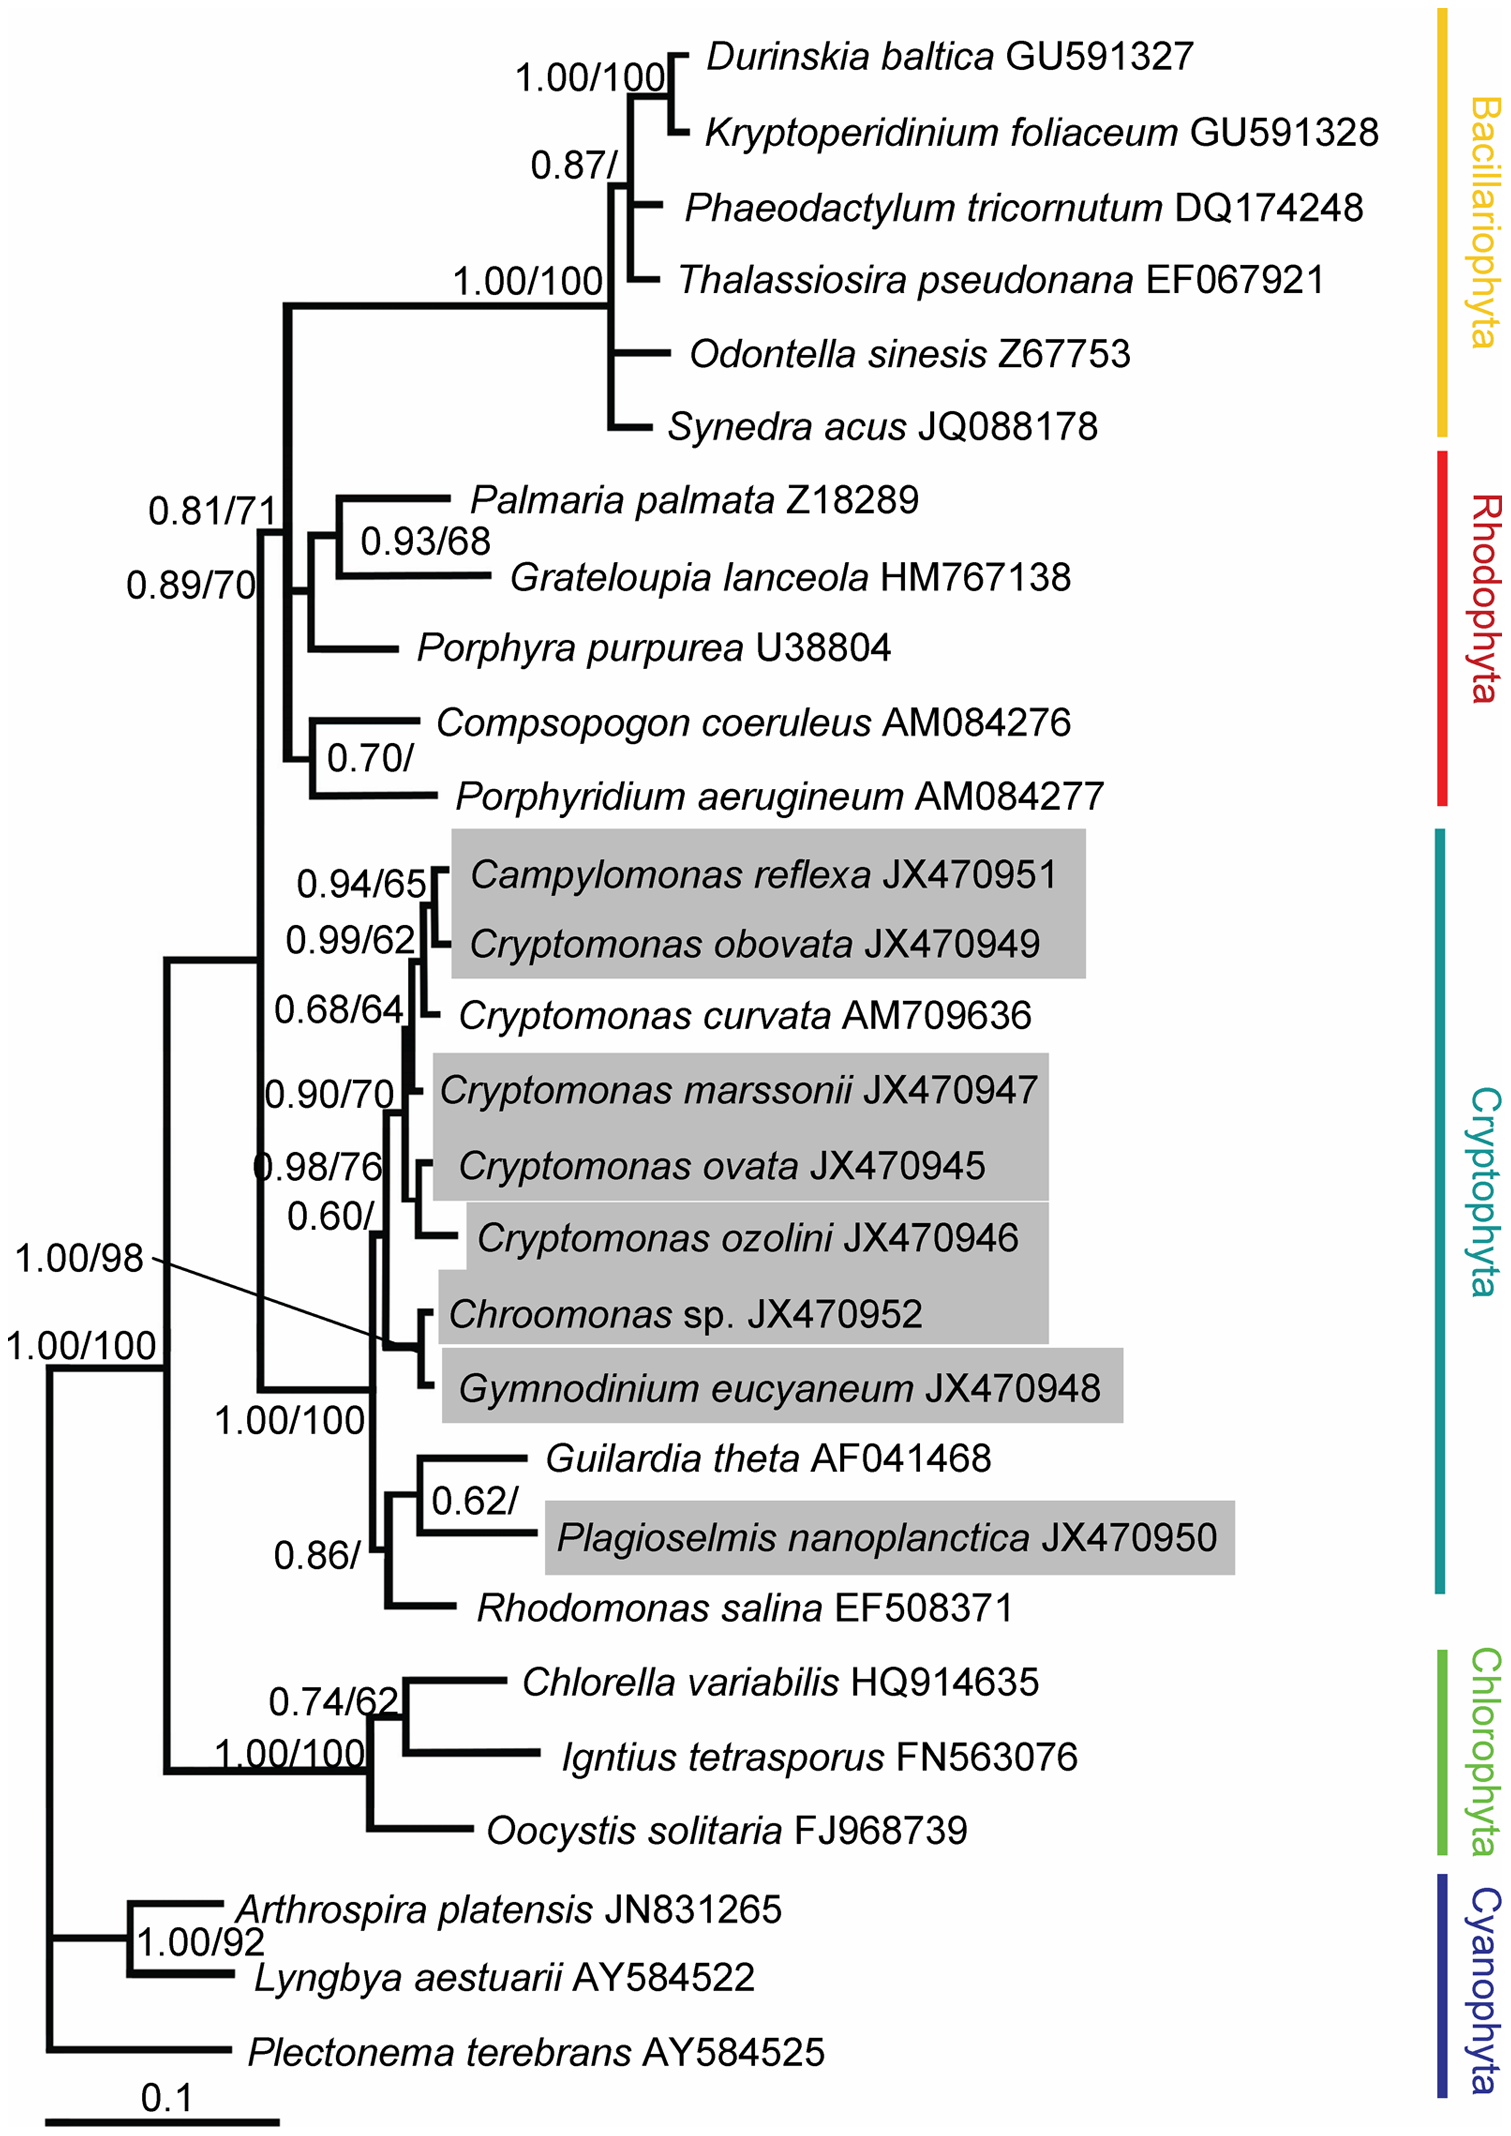 Durinskia baltica GU591327
1.00/100
Kryptoperidinium foliaceum GU591328
0.87/
Phaeodactylum tricornutum DQ174248
1.00/100
Thalassiosira pseudonana EF067921
Odontella sinesis Z67753
Synedra acus JQ088178
Bacillariophyta
Palmaria palmata Z18289
0.81/71
0.93/68
Grateloupia lanceola HM767138
0.89/70
Porphyra purpurea U38804
Compsopogon coeruleus AM084276
0.70/
Porphyridium aerugineum AM084277
Rhodophyta
Campylomonas reflexa JX470951
0.94/65
Cryptomonas obovata JX470949
0.99/62
Cryptomonas curvata AM709636
0.68/64
Cryptomonas marssonii JX470947
0.90/70
Cryptomonas ovata JX470945
0.98/76
0.60/
Cryptomonas ozolini JX470946
1.00/98
Chroomonas sp. JX470952
1.00/100
Gymnodinium eucyaneum JX470948
1.00/100
Guilardia theta AF041468
0.62/
Plagioselmis nanoplanctica JX470950
0.86/
Rhodomonas salina EF508371
Cryptophyta
Chlorella variabilis HQ914635
0.74/62
Igntius tetrasporus FN563076
1.00/100
Oocystis solitaria FJ968739
Chlorophyta
Arthrospira platensis JN831265
1.00/92
Lyngbya aestuarii AY584522
Plectonema terebrans AY584525
Cyanophyta
0.1